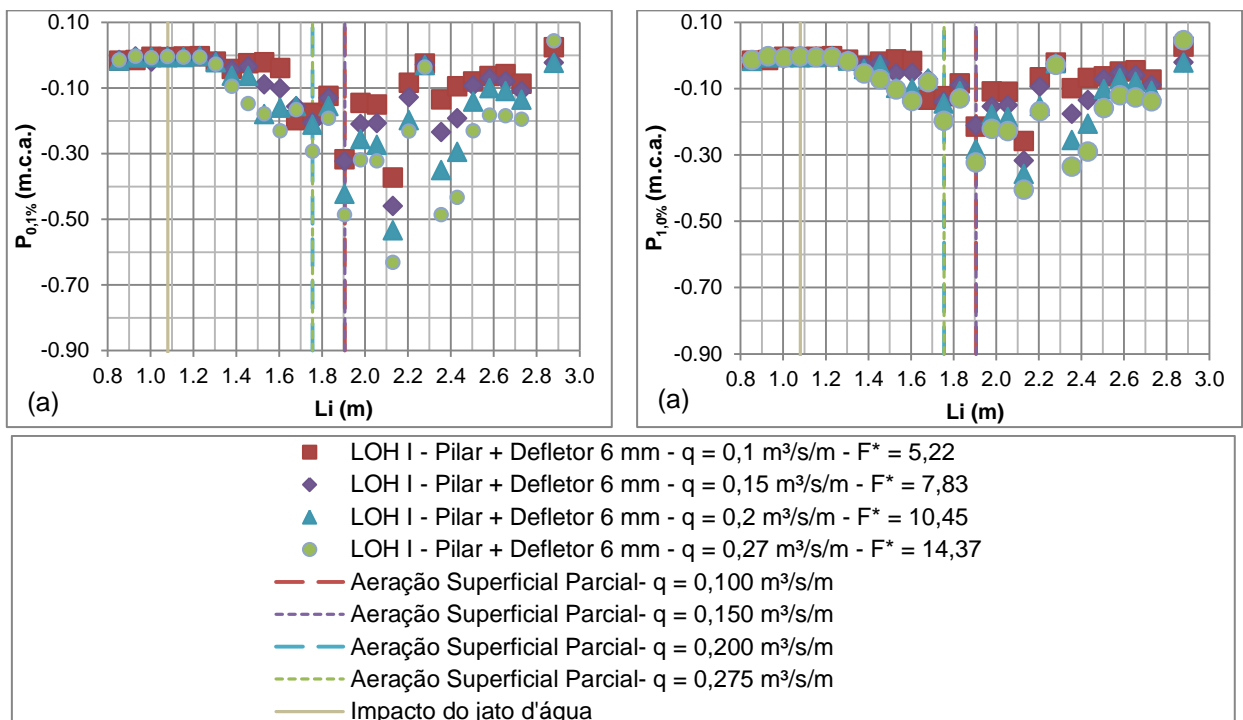 0.10
-0.10
-0.30
-0.50
-0.70
-0.90
P0,1% (m.c.a.)
0.8 1.0 1.2 1.4 1.6 1.8 2.0 2.2 2.4 2.6 2.8 3.0
(a)
Li (m)
0.10
-0.10
-0.30
-0.50
-0.70
-0.90
P1,0% (m.c.a.)
0.8 1.0 1.2 1.4 1.6 1.8 2.0 2.2 2.4 2.6 2.8 3.0
(a)
Li (m)
LOH I - Pilar + Defletor 6 mm - q = 0,1 m³/s/m - F* = 5,22
LOH I - Pilar + Defletor 6 mm - q = 0,15 m³/s/m - F* = 7,83
LOH I - Pilar + Defletor 6 mm - q = 0,2 m³/s/m - F* = 10,45
LOH I - Pilar + Defletor 6 mm - q = 0,27 m³/s/m - F* = 14,37
Aeração Superficial Parcial- q = 0,100 m³/s/m
Aeração Superficial Parcial- q = 0,150 m³/s/m
Aeração Superficial Parcial- q = 0,200 m³/s/m
Aeração Superficial Parcial- q = 0,275 m³/s/m
Impacto do jato d'água